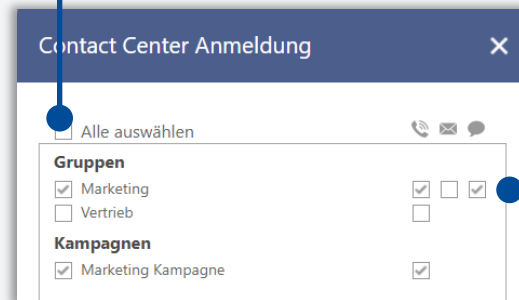 Contact Center Anmeldung
Alle auswählen
Gruppen
Marketing
Vertrieb
Kampagnen
Marketing Kampagne